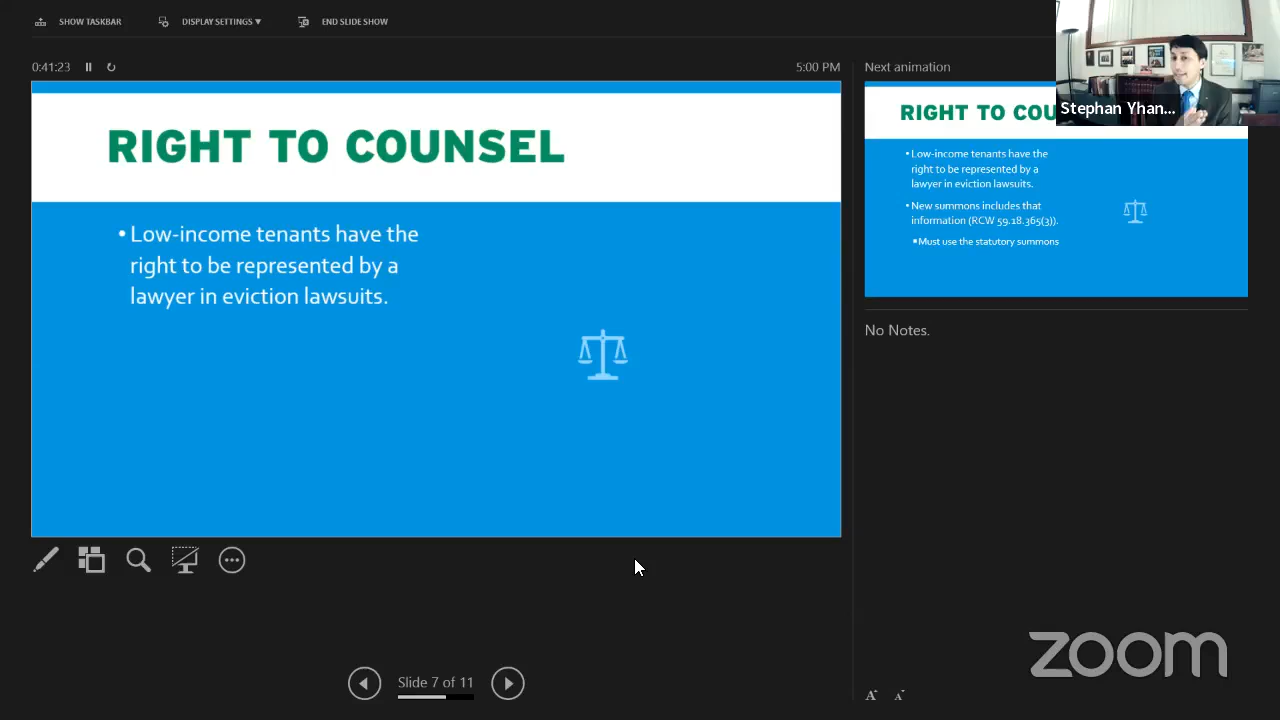 SHOW TASKBAR
DISPLAY SETTINGS ▼
END SLIDE SHOW
0:41:23
5:00 PM
RIGHT TO COUNSEL
• Low-income tenants have the
right to be represented by a
lawyer in eviction lawsuits.
Slide 7 of 11
Next animation
Stephan Yhan...
RIGHT TO COU
• Low-income tenants have the
right to be represented by a
lawyer in eviction lawsuits.
• New summons includes that
information (RCW 59.18.365(3)).
▪ Must use the statutory summons
No Notes.
A A
zoom